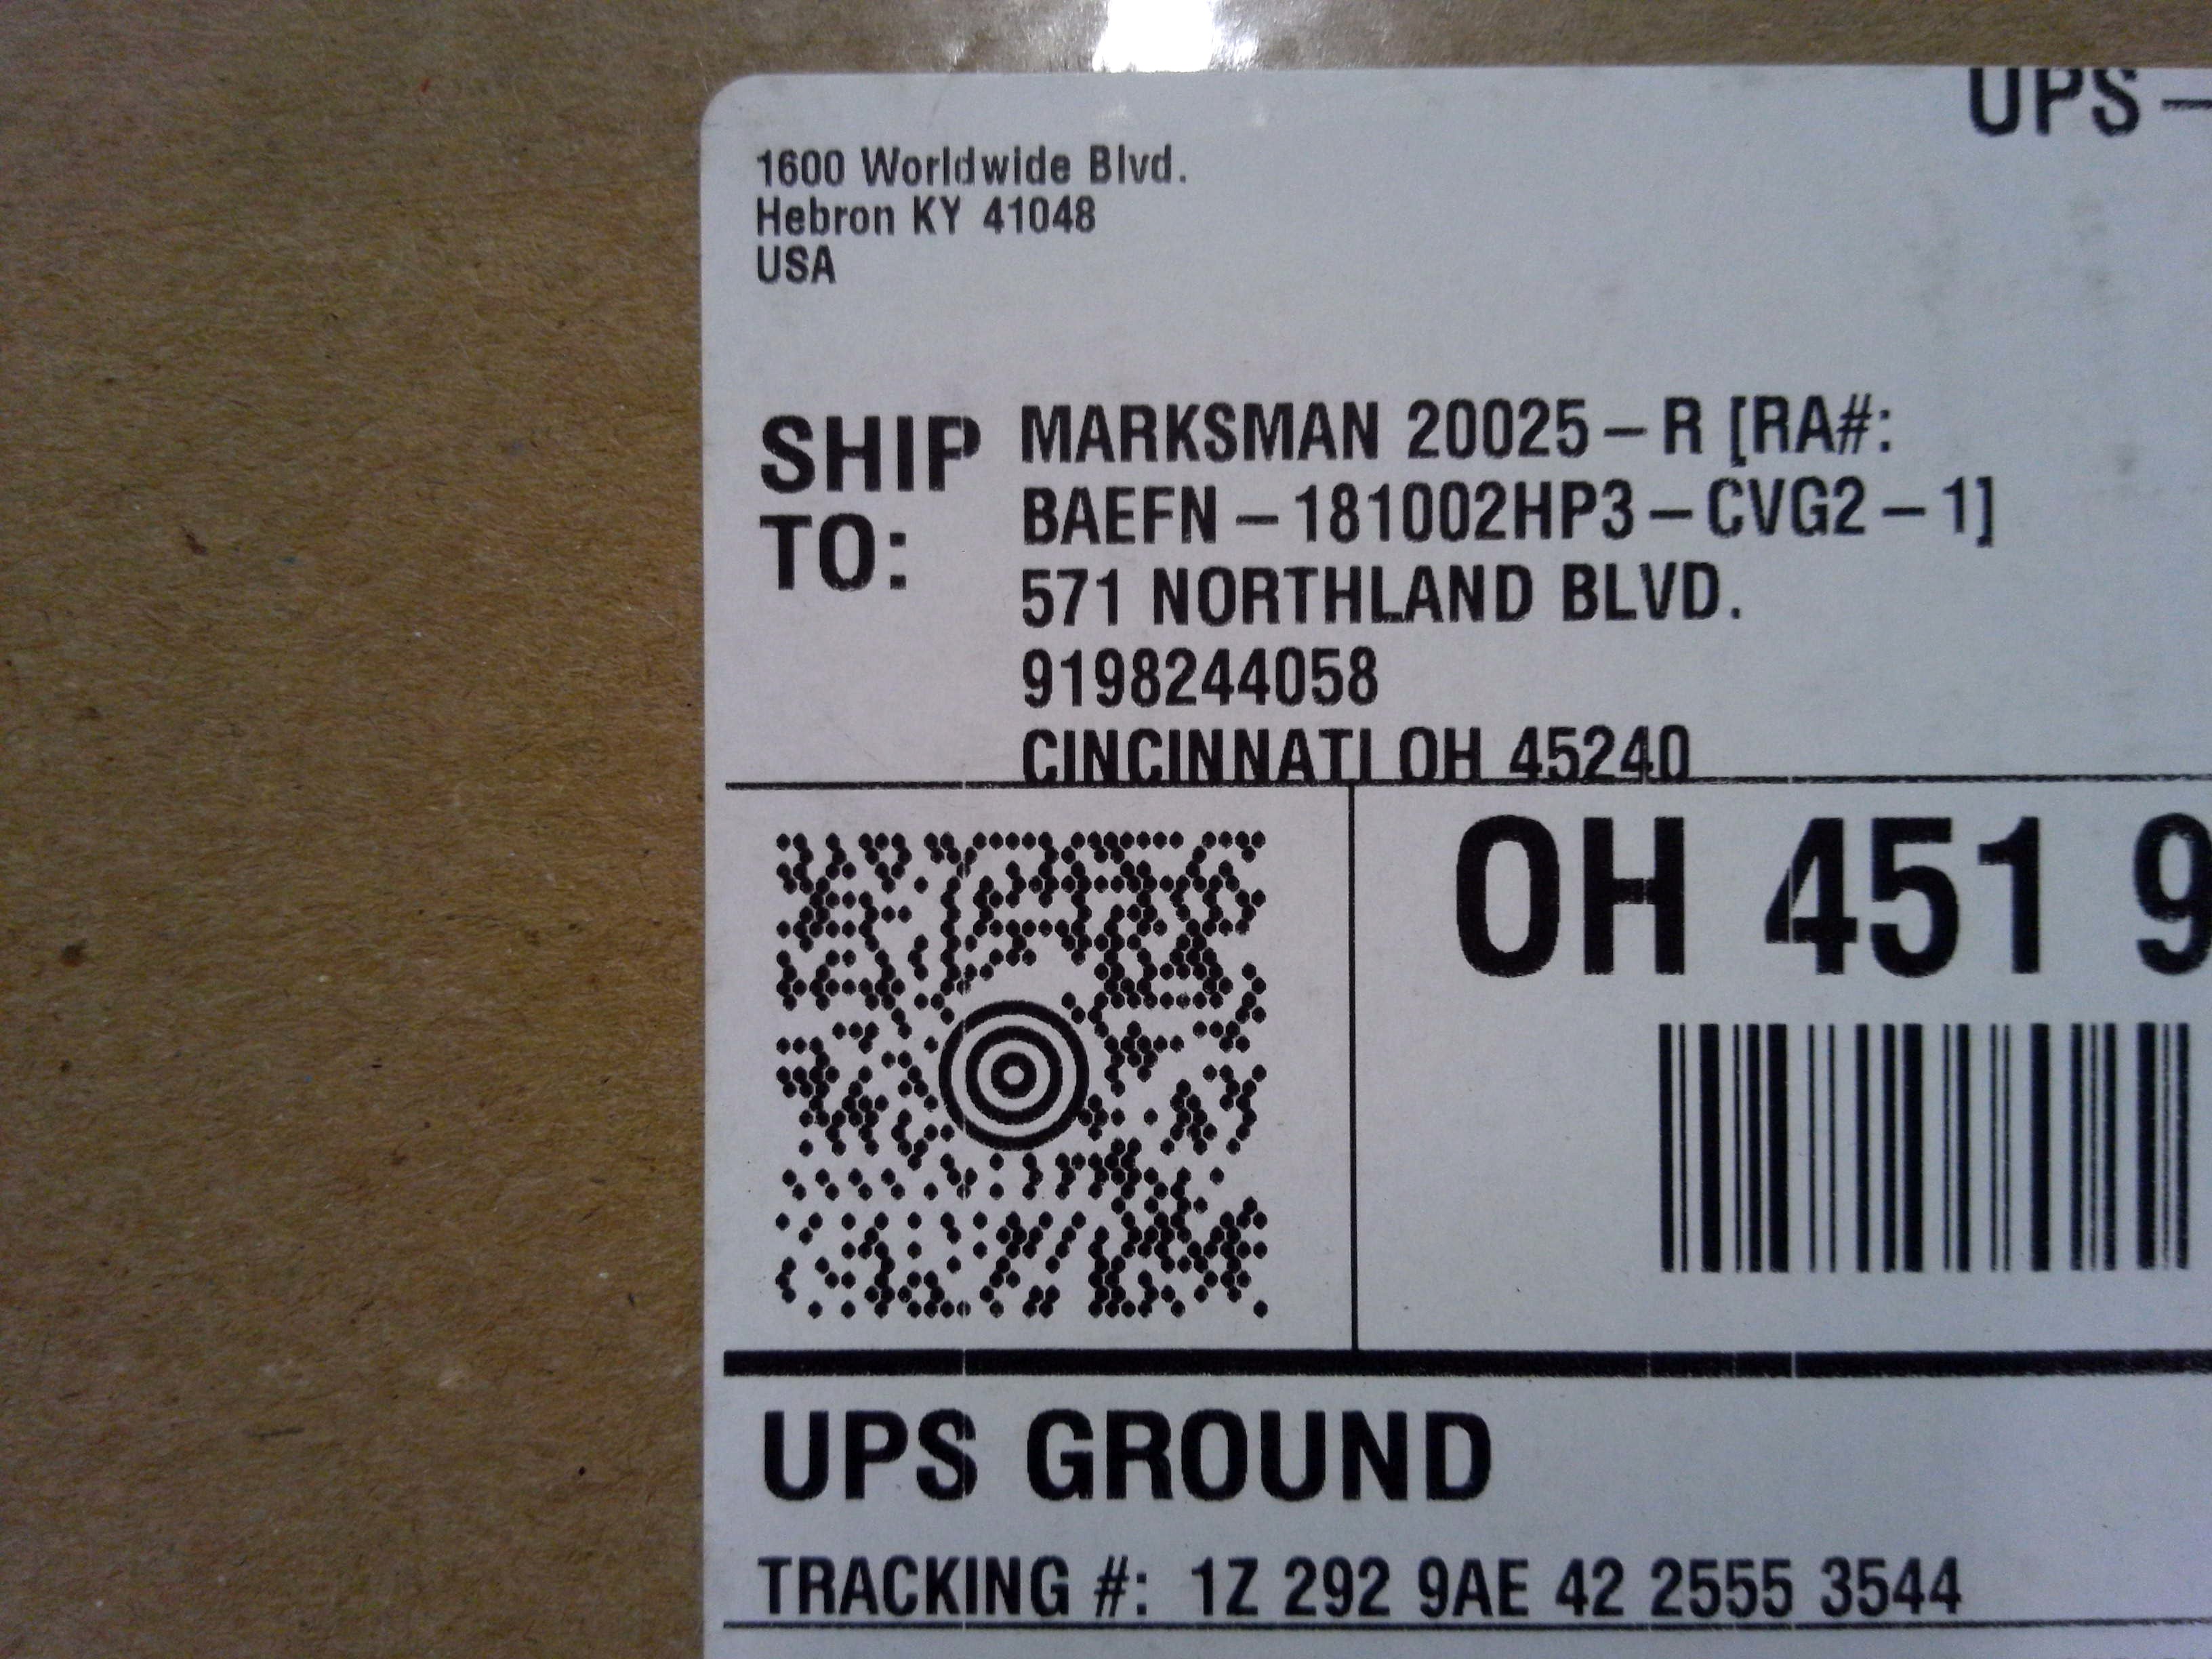 UPS –
1600 Worldwide Blvd.
Hebron KY 41048
USA
SHIP TO:
MARKSMAN 20025 – R [RA#:
BAEFN – 181002HP3 – CVG2 – 1]
571 NORTHLAND BLVD.
9198244058
CINCINNATI OH 45240
OH 451 9
UPS GROUND
TRACKING #: 1Z 292 9AE 42 2555 3544